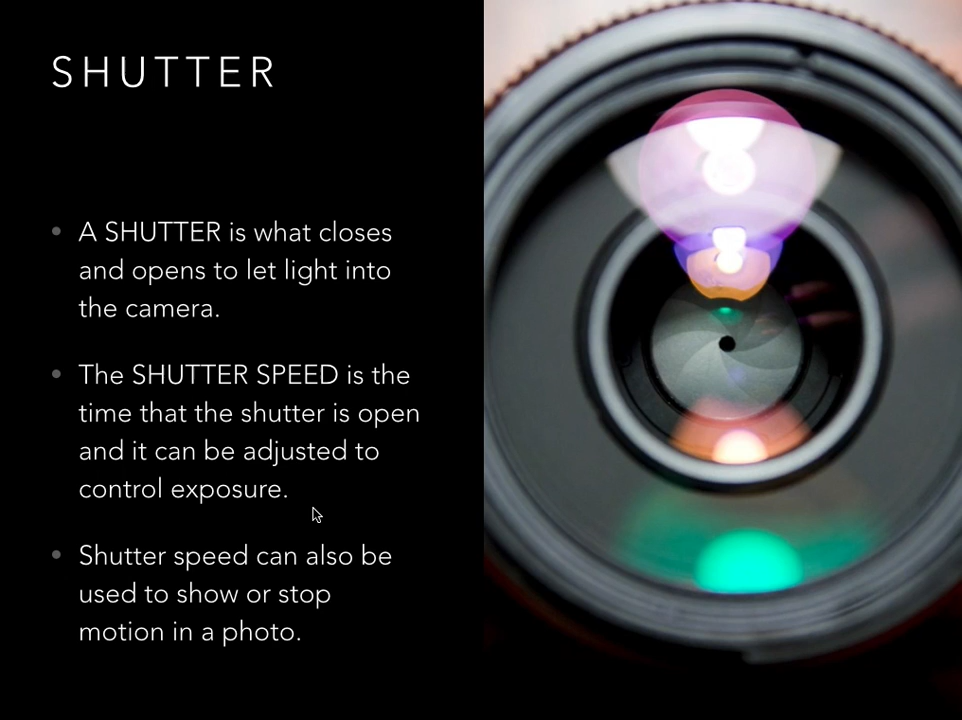 SHUTTER
• A SHUTTER is what closes
and opens to let light into
the camera.
• The SHUTTER SPEED is the
time that the shutter is open
and it can be adjusted to
control exposure.
• Shutter speed can also be
used to show or stop
motion in a photo.